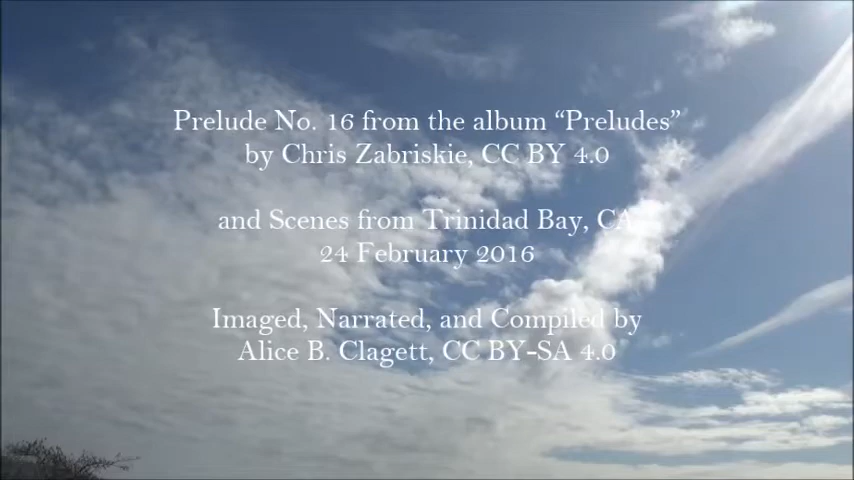 Prelude No. 16 from the album “Preludes”
by Chris Zabriskie, CC BY 4.0
and Scenes from Trinidad Bay, CA
24 February 2016
Imaged, Narrated, and Compiled by
Alice B. Clagett, CC BY-SA 4.0